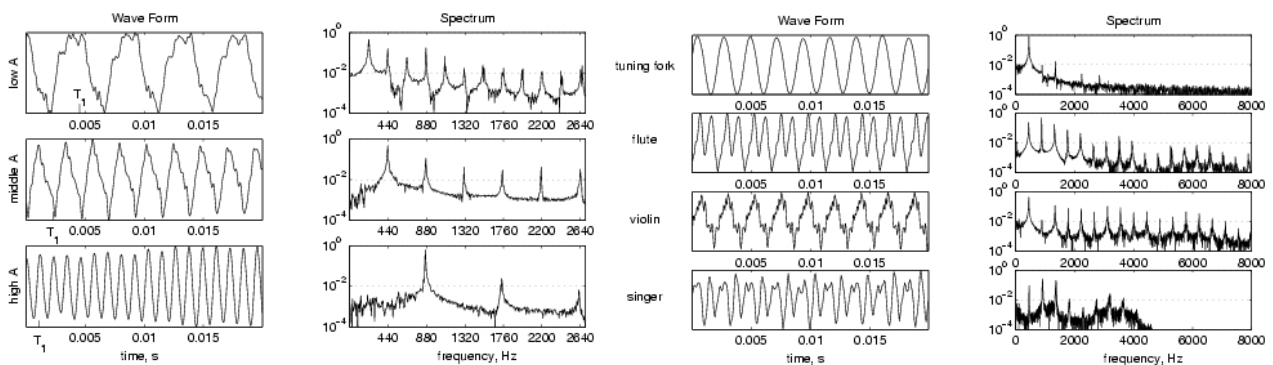 Wave Form
Spectrum
low A
T1
0.005 0.01 0.015
10^0
10^-2
10^-4
440 880 1320 1760 2200 2640
middle A
T1
0.005 0.01 0.015
10^0
10^-2
10^-4
440 880 1320 1760 2200 2640
high A
T1
0.005 0.01 0.015
time, s
10^0
10^-2
10^-4
440 880 1320 1760 2200 2640
frequency, Hz
Wave Form
Spectrum
tuning fork
0.005 0.01 0.015
10^0
10^-2
10^-4
0 2000 4000 6000 8000
flute
0.005 0.01 0.015
10^0
10^-2
10^-4
0 2000 4000 6000 8000
violin
0.005 0.01 0.015
10^0
10^-2
10^-4
0 2000 4000 6000 8000
singer
0.005 0.01 0.015
time, s
10^0
10^-2
10^-4
0 2000 4000 6000 8000
frequency, Hz